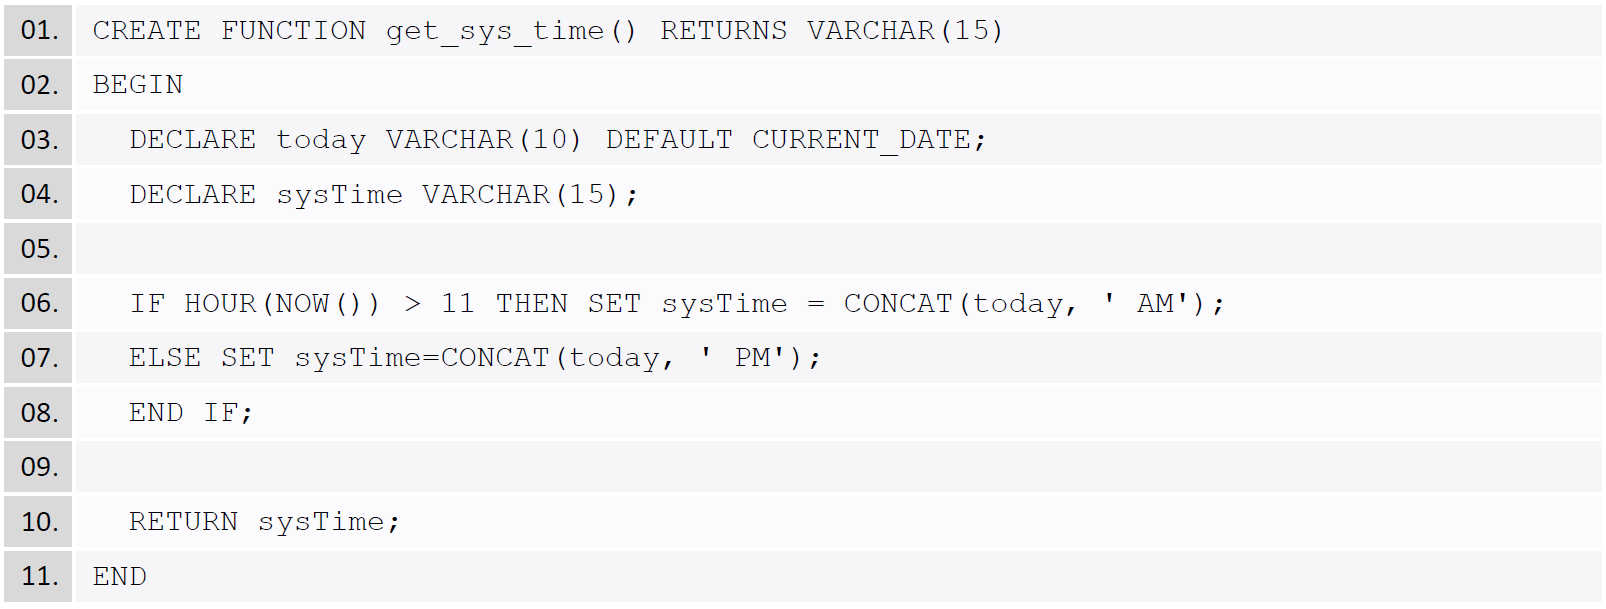 01. CREATE FUNCTION get_sys_time() RETURNS VARCHAR(15)
02. BEGIN
03.   DECLARE today VARCHAR(10) DEFAULT CURRENT_DATE;
04.   DECLARE sysTime VARCHAR(15);
05.
06.   IF HOUR(NOW()) > 11 THEN SET sysTime = CONCAT(today, ' AM');
07.   ELSE SET sysTime=CONCAT(today, ' PM');
08.   END IF;
09.
10.   RETURN sysTime;
11. END